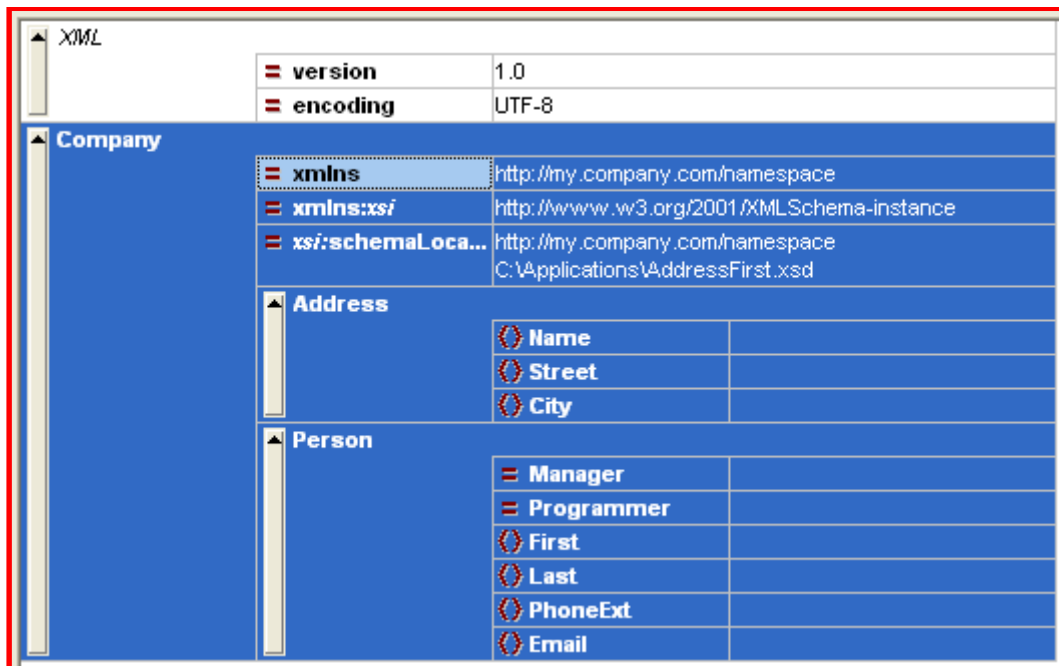 XML
= version 1.0
= encoding UTF-8
Company
= xmlns http://my.company.com/namespace
= xmlns:xsi http://www.w3.org/2001/XMLSchema-instance
= xsi:schemaLoca... http://my.company.com/namespace
C:\Applications\AddressFirst.xsd
Address
{} Name
{} Street
{} City
Person
= Manager
= Programmer
{} First
{} Last
{} PhoneExt
{} Email